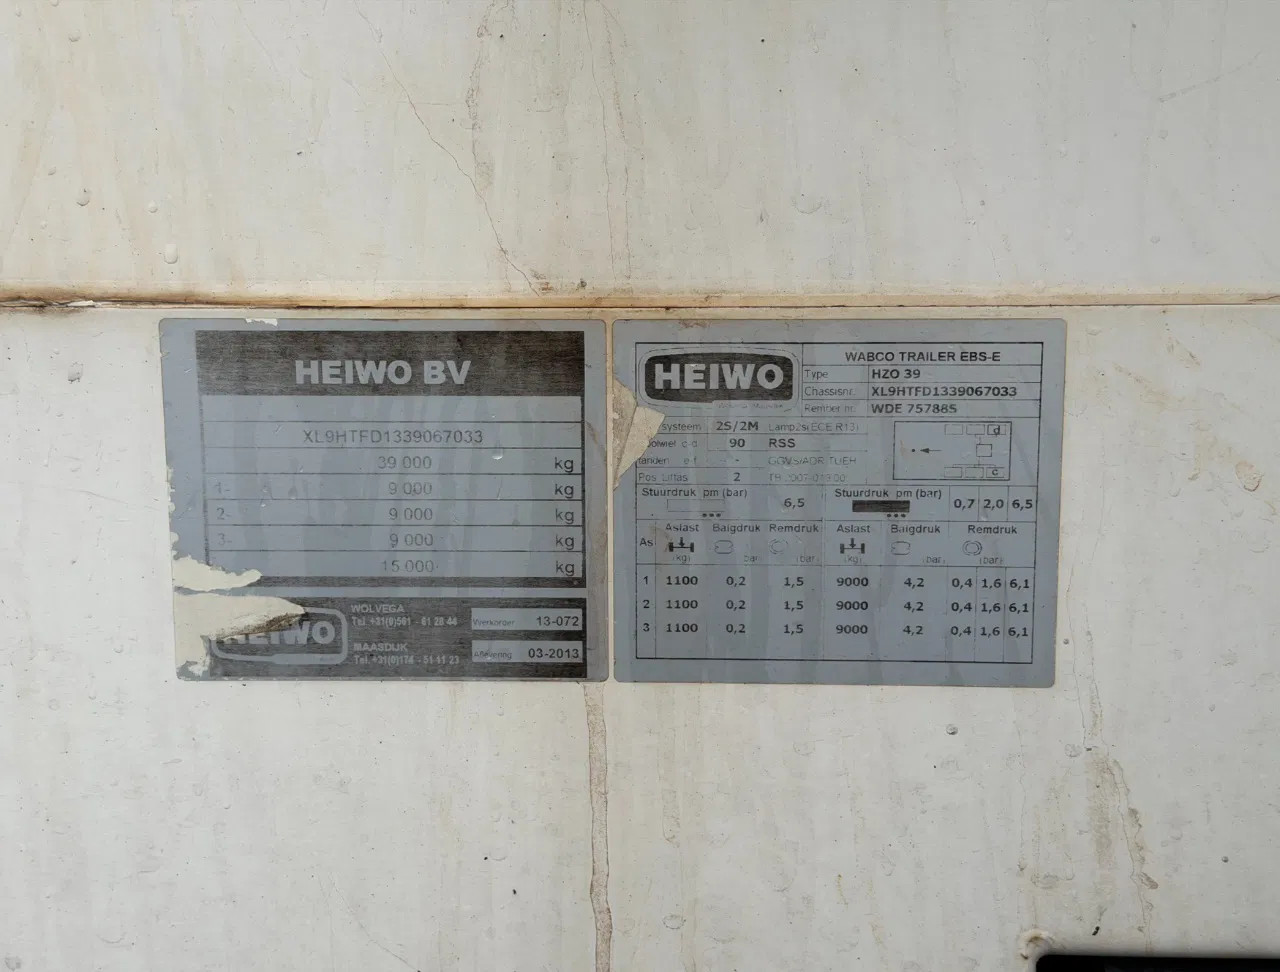 HEIWO BV
XL9HTFD1339067033
39 000 kg
1- 9 000 kg
2- 9 000 kg
3- 9 000 kg
15 000 kg
HEIWO
WOLVEGA
Tel. +31(0)561 - 61 28 44
MAASDIJK
Tel. +31(0)174 - 51 11 23
Werkorder 13-072
Aflevering 03-2013
HEIWO
WABCO TRAILER EBS-E
Type HZO 39
Chassisnr. XL9HTFD1339067033
Rember nr. WDE 757885
systeem 2S/2M Lamp2s(ECE R13)
90 RSS
GGVS/ADR TUEH
Pos Liftas 2
d
c
Stuurdruk pm (bar) 6,5 Stuurdruk pm (bar) 0,7 2,0 6,5
As Aslast Balgdruk Remdruk Aslast Balgdruk Remdruk
(kg) (bar) (bar) (kg) (bar) (bar)
1 1100 0,2 1,5 9000 4,2 0,4 1,6 6,1
2 1100 0,2 1,5 9000 4,2 0,4 1,6 6,1
3 1100 0,2 1,5 9000 4,2 0,4 1,6 6,1